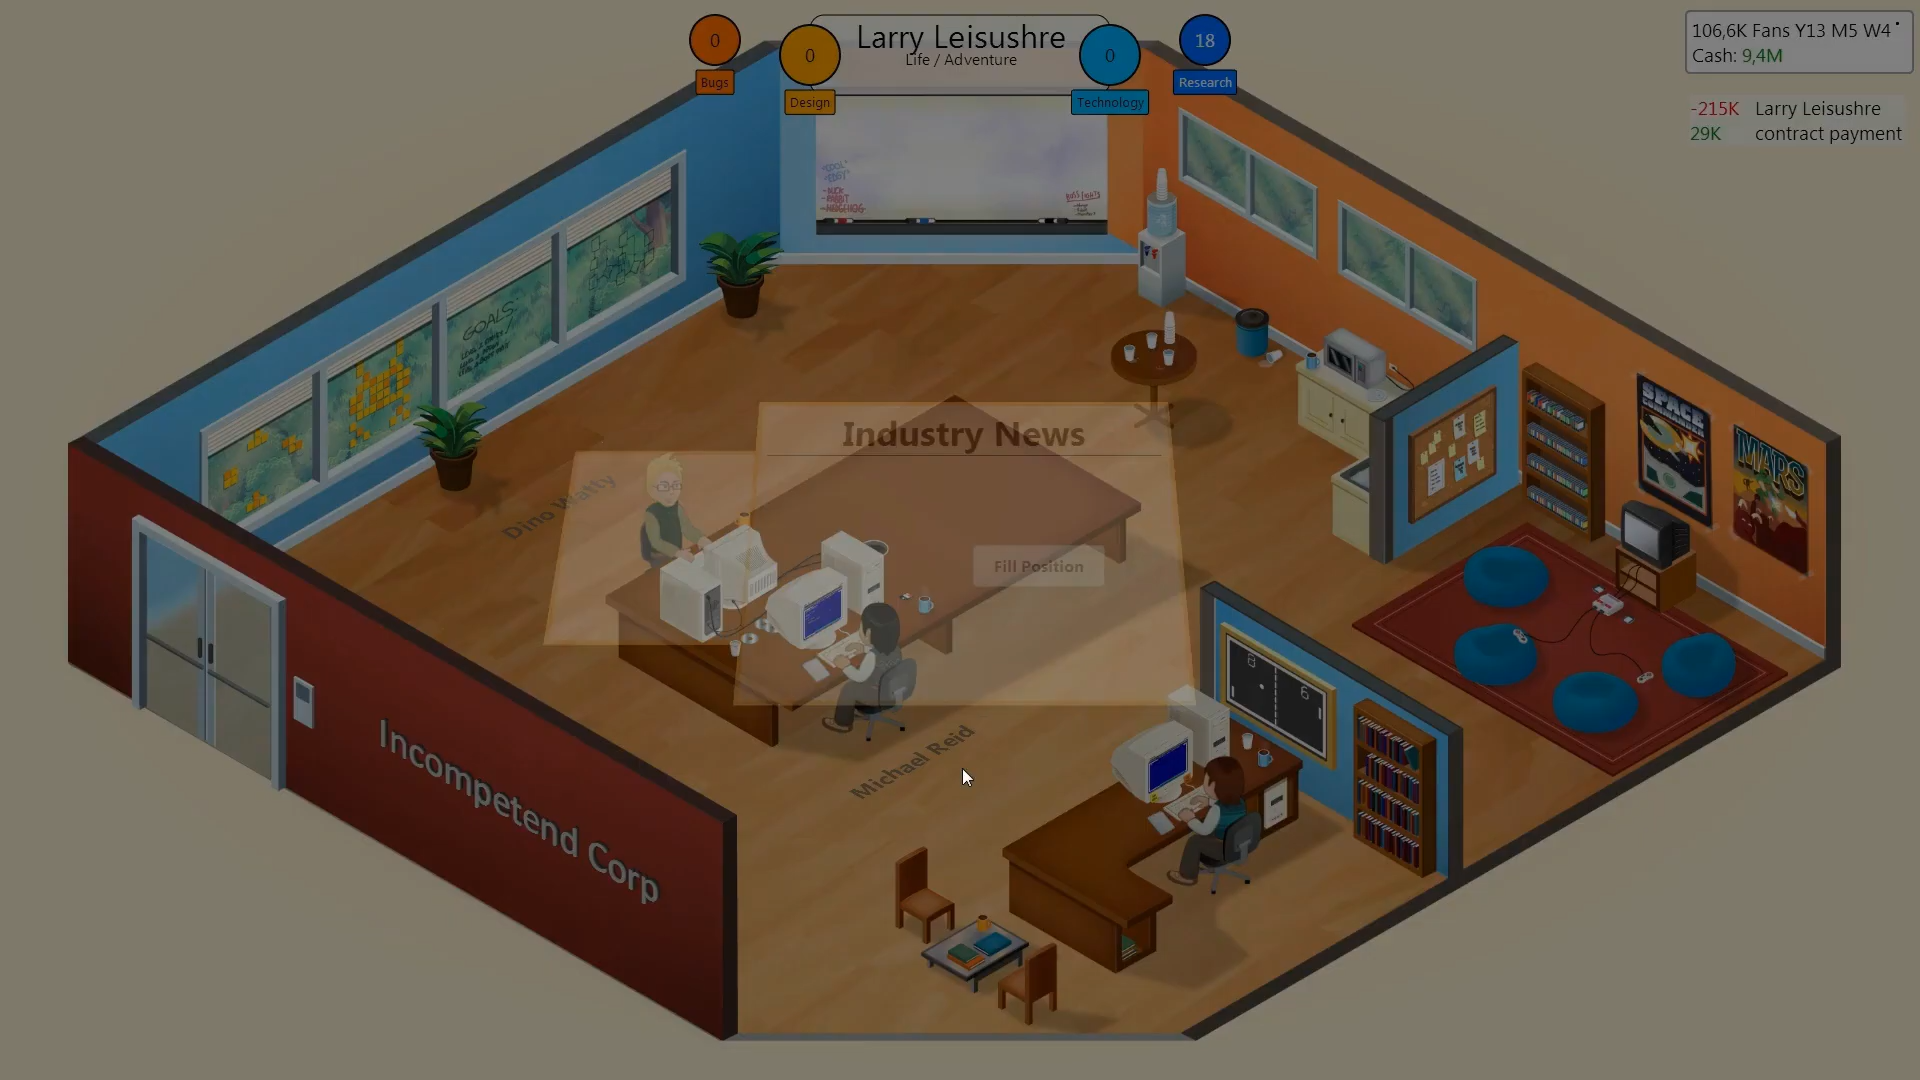 0
Bugs
0
Design
Larry Leisushre
Life / Adventure
0
Technology
18
Research
106,6K Fans Y13 M5 W4
Cash: 9,4M
-215K Larry Leisushre
29K contract payment
GOALS
SPACE
MARS
Industry News
Dino Watty
Fill Position
Michael Reid
8
6
Incompetend Corp